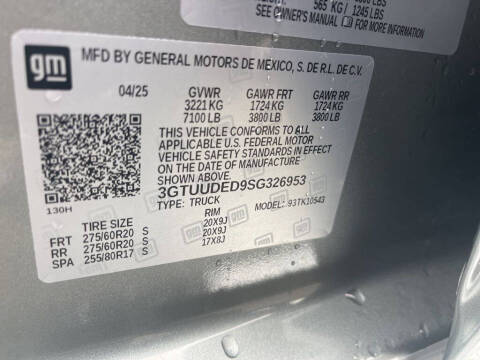 565 KG / 1245 LBS
SEE OWNER'S MANUAL FOR MORE INFORMATION
gm
MFD BY GENERAL MOTORS DE MEXICO, S. DE R.L. DE C.V.
04/25 GVWR GAWR FRT GAWR RR
3221 KG 1724 KG 1724 KG
7100 LB 3800 LB 3800 LB
THIS VEHICLE CONFORMS TO ALL
APPLICABLE U.S. FEDERAL MOTOR
VEHICLE SAFETY STANDARDS IN EFFECT
ON THE DATE OF MANUFACTURE
SHOWN ABOVE.
3GTUUDED9SG326953
130H TYPE: TRUCK MODEL: 93TK10543
TIRE SIZE RIM
FRT 275/60R20 S 20X9J
RR 275/60R20 S 20X9J
SPA 255/80R17 S 17X8J